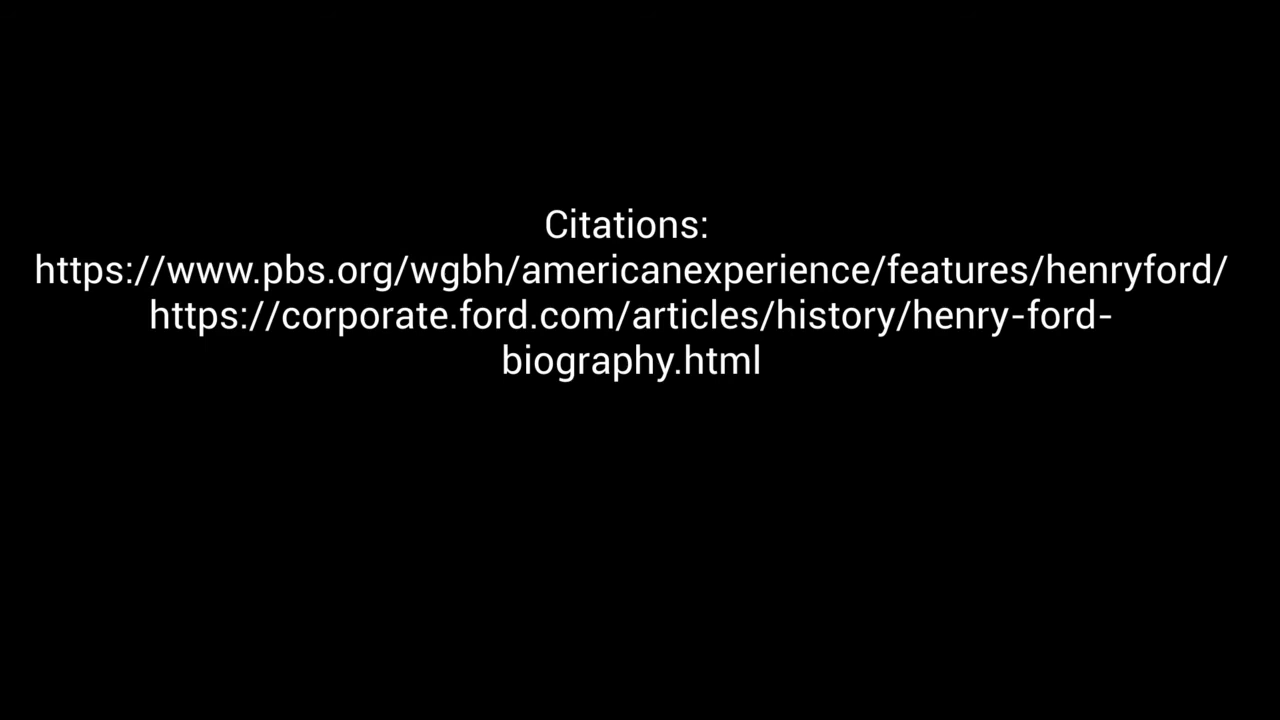 Citations:
https://www.pbs.org/wgbh/americanexperience/features/henryford/
https://corporate.ford.com/articles/history/henry-ford-
biography.html